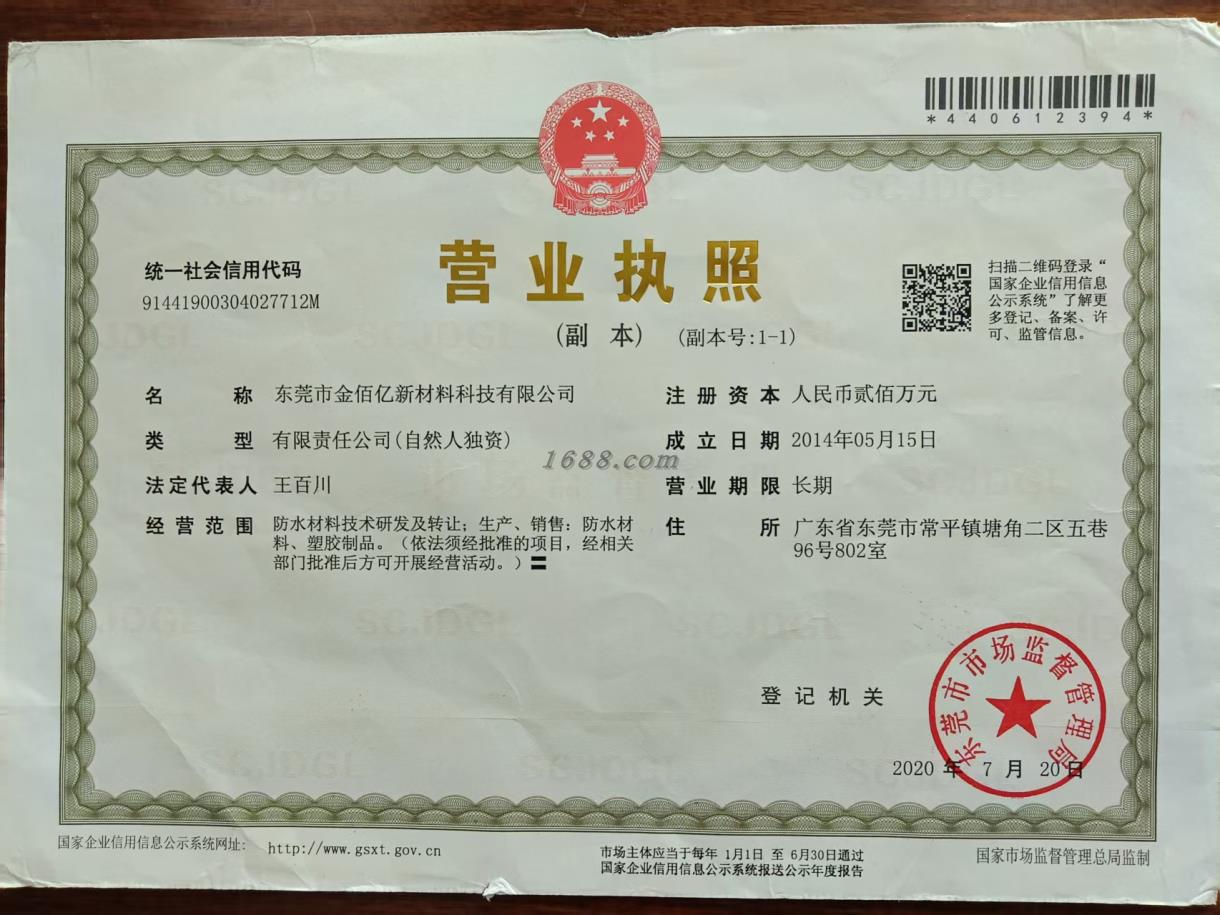 *440612394*
营业执照
(副 本) (副本号:1-1)
统一社会信用代码
91441900304027712M
扫描二维码登录“
国家企业信用信息
公示系统”了解更
多登记、备案、许
可、监管信息。
名 称 东莞市金佰亿新材料科技有限公司
类 型 有限责任公司(自然人独资)
法定代表人 王百川
经营范围 防水材料技术研发及转让；生产、销售：防水材
料、塑胶制品。（依法须经批准的项目，经相关
部门批准后方可开展经营活动。）〓
注册资本 人民币贰佰万元
成立日期 2014年05月15日
营业期限 长期
住 所 广东省东莞市常平镇塘角二区五巷
96号802室
1688.com
登记机关
东莞市市场监督管理局
2020 年 7 月 20日
国家企业信用信息公示系统网址: http://www.gsxt.gov.cn
市场主体应当于每年 1月1日 至 6月30日通过
国家企业信用信息公示系统报送公示年度报告
国家市场监督管理总局监制
SCJDGL